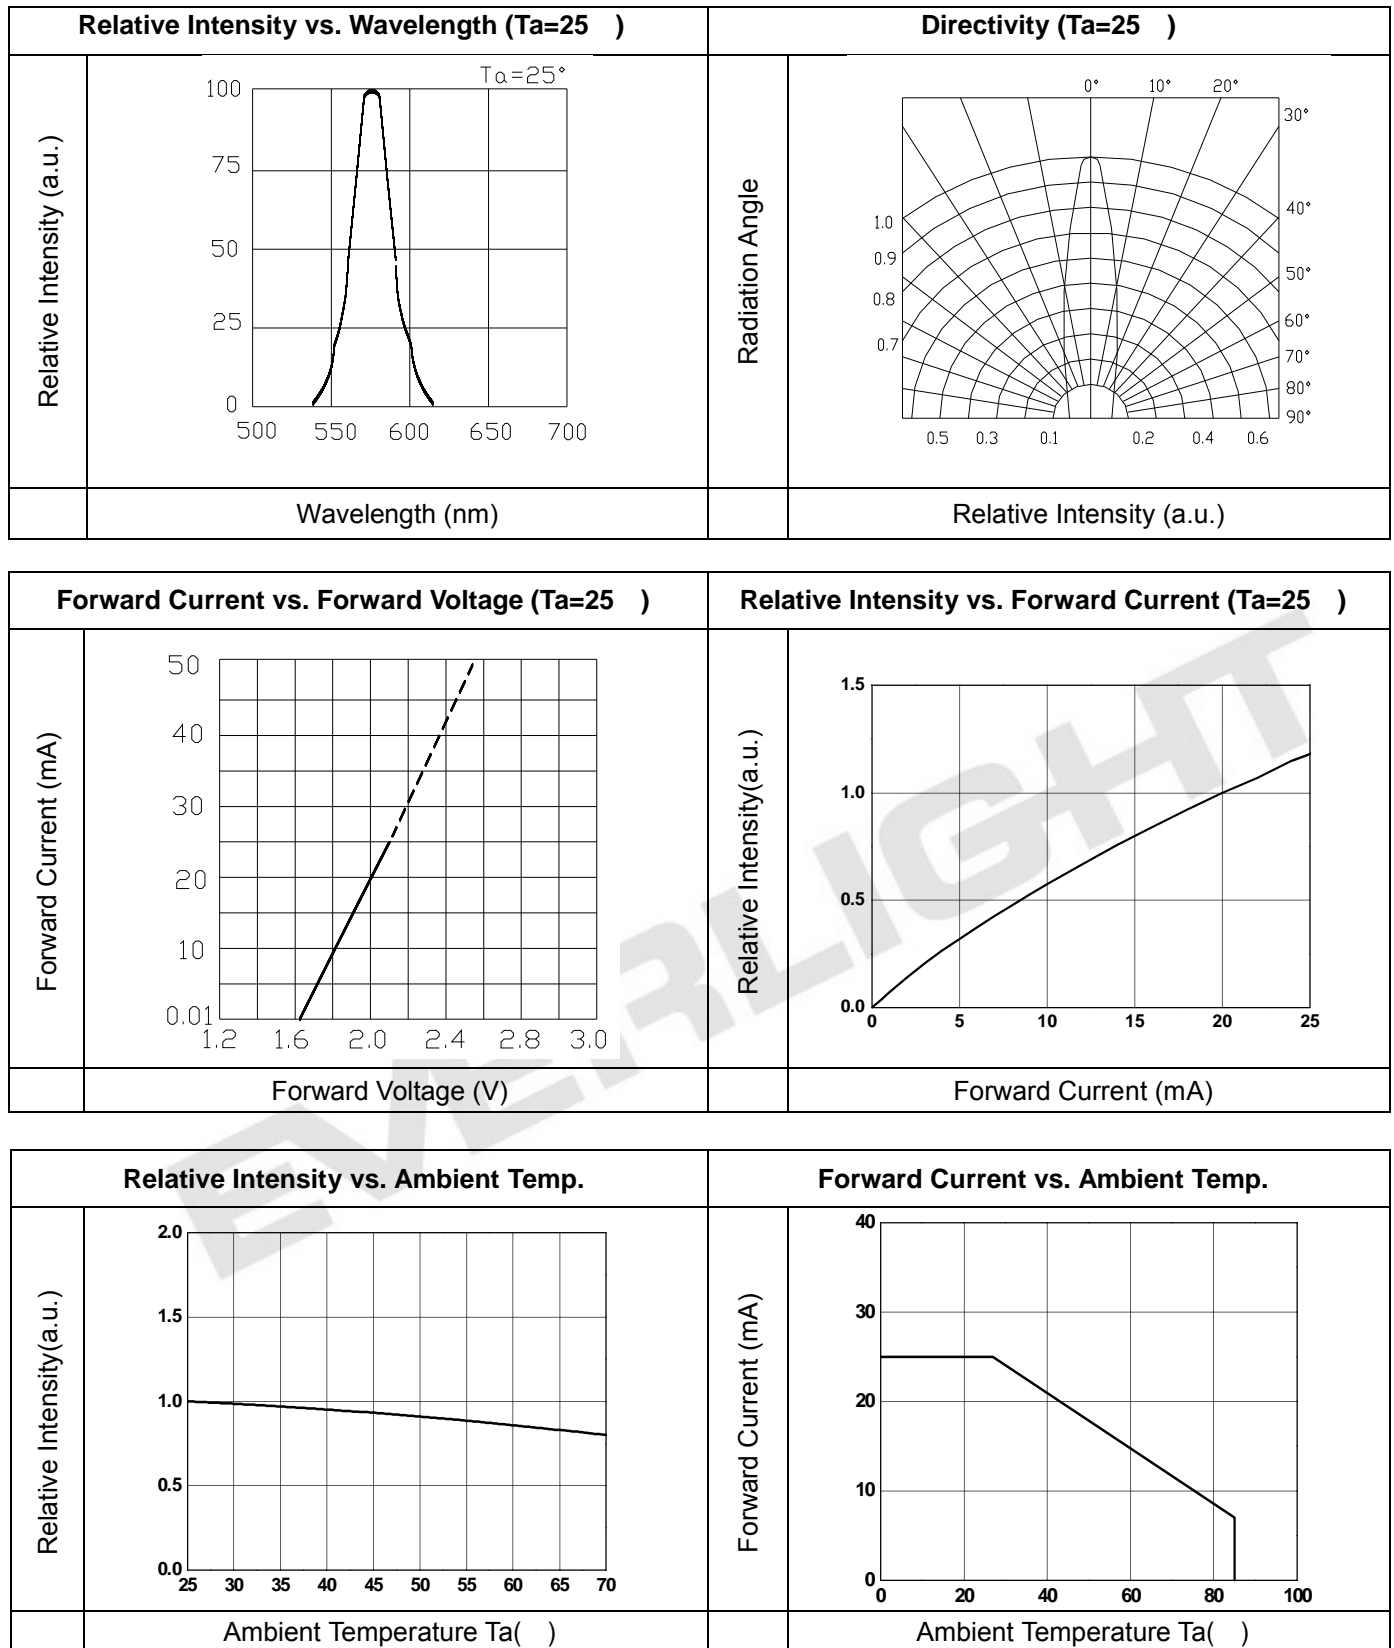 Relative Intensity vs. Wavelength (Ta=25 )
Directivity (Ta=25 )
Relative Intensity (a.u.)
Ta=25°
100
75
50
25
0
500 550 600 650 700
Wavelength (nm)
Radiation Angle
0° 10° 20°
30°
40°
50°
60°
70°
80°
90°
1.0
0.9
0.8
0.7
0.5 0.3 0.1 0.2 0.4 0.6
Relative Intensity (a.u.)
Forward Current vs. Forward Voltage (Ta=25 )
Relative Intensity vs. Forward Current (Ta=25 )
Forward Current (mA)
50
40
30
20
10
0.01
1.2 1.6 2.0 2.4 2.8 3.0
Forward Voltage (V)
Relative Intensity(a.u.)
1.5
1.0
0.5
0.0
0 5 10 15 20 25
Forward Current (mA)
EVERLIGHT
Relative Intensity vs. Ambient Temp.
Forward Current vs. Ambient Temp.
Relative Intensity(a.u.)
2.0
1.5
1.0
0.5
0.0
25 30 35 40 45 50 55 60 65 70
Ambient Temperature Ta( )
Forward Current (mA)
40
30
20
10
0
0 20 40 60 80 100
Ambient Temperature Ta( )